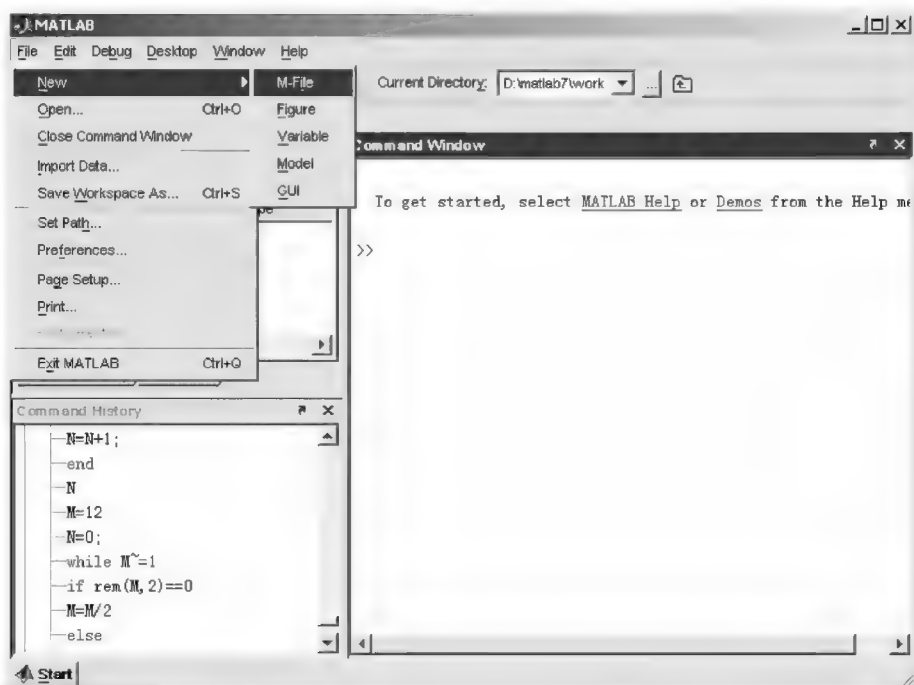 MATLAB
File Edit Debug Desktop Window Help
New
Open... Ctrl+O
Close Command Window
Import Data...
Save Workspace As... Ctrl+S
Set Path...
Preferences...
Page Setup...
Print...
Exit MATLAB Ctrl+Q
M-File
Figure
Variable
Model
GUI
Current Directory: D:\matlab7\work ...
Command Window
To get started, select MATLAB Help or Demos from the Help
>>
Command History
N=N+1;
end
N
M=12
N=0;
while M~=1
if rem(M,2)==0
M=M/2
else
Start